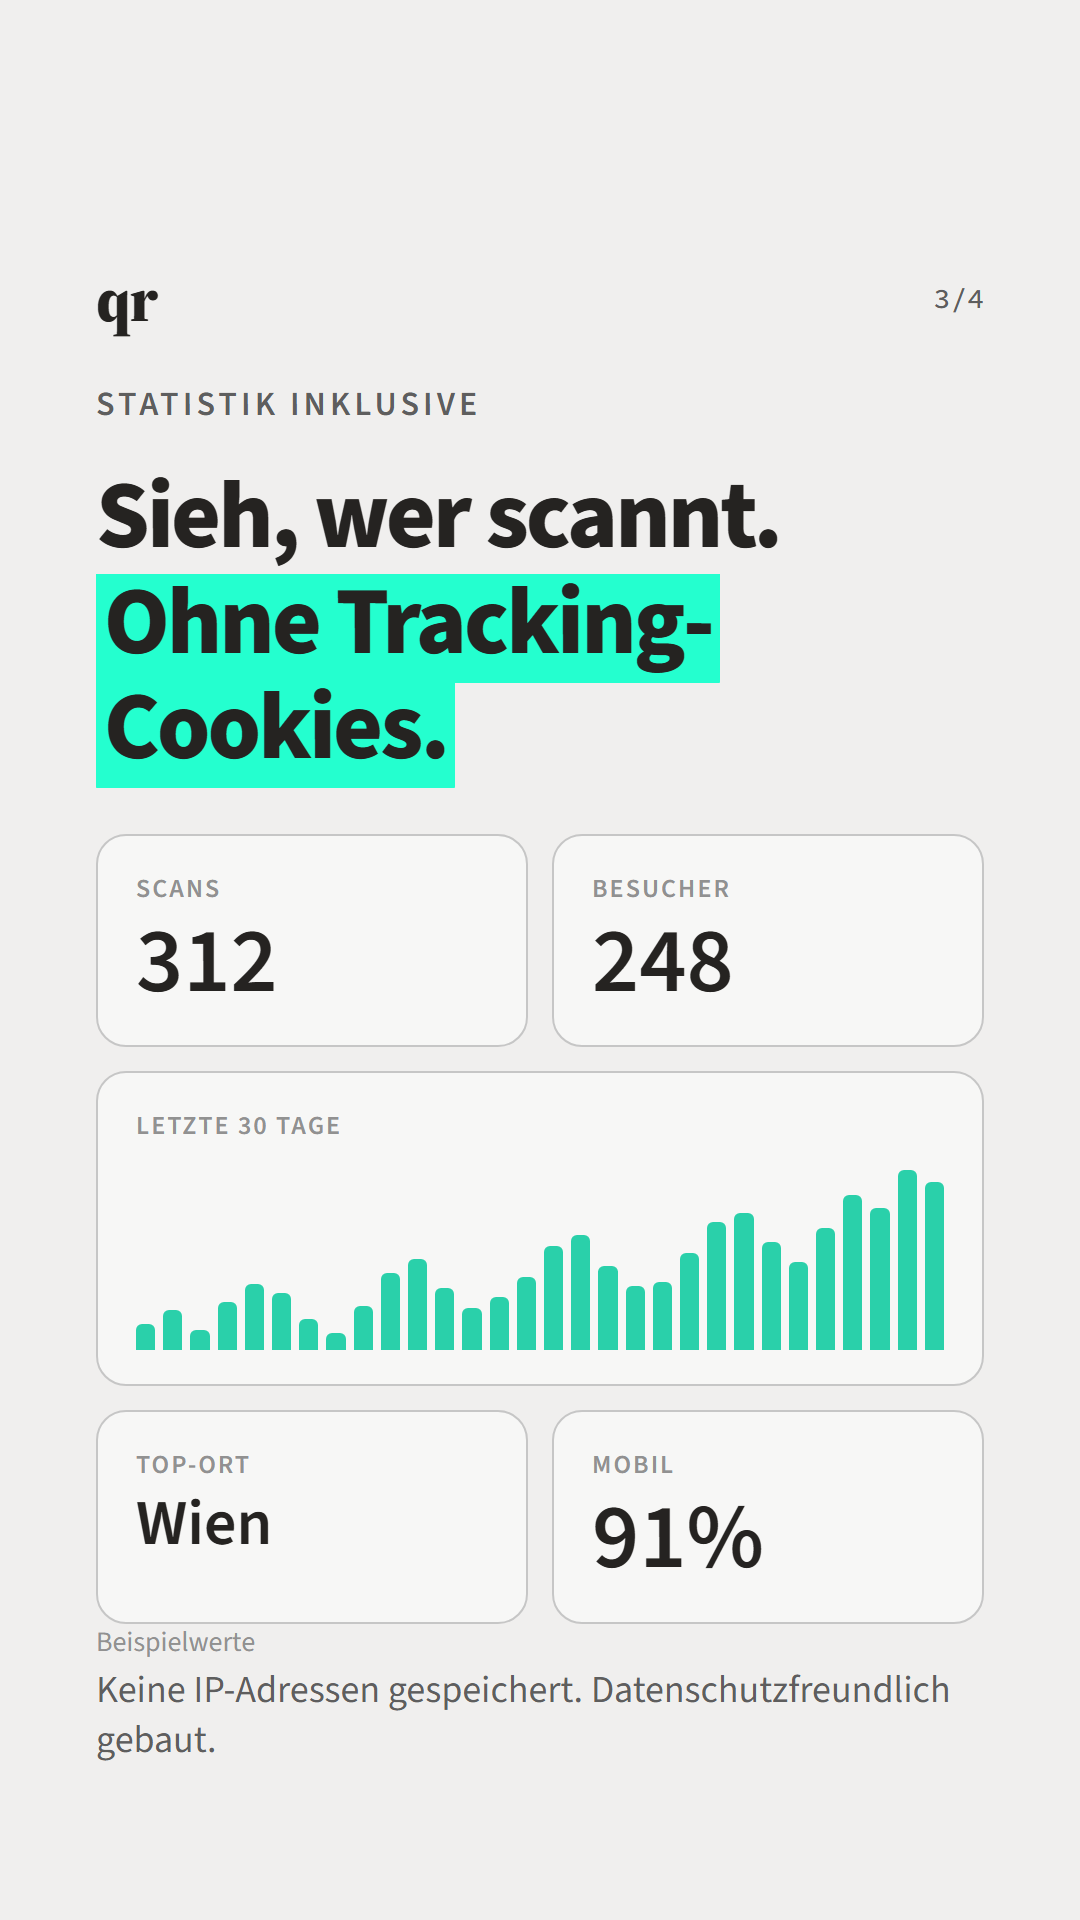 qr
3/4
STATISTIK INKLUSIVE
Sieh, wer scannt.
Ohne Tracking-
Cookies.
SCANS
312
BESUCHER
248
LETZTE 30 TAGE
TOP-ORT
Wien
MOBIL
91%
Beispielwerte
Keine IP-Adressen gespeichert. Datenschutzfreundlich
gebaut.